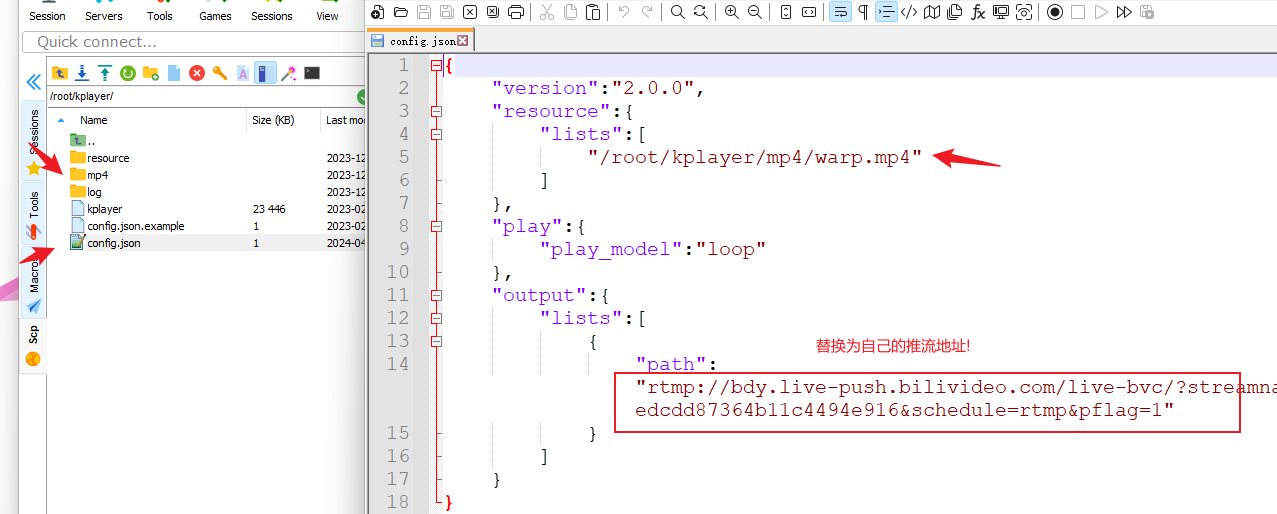 Session Servers Tools Games Sessions View
Quick connect...
/root/kplayer/
Name Size (KB) Last mo
..
resource 2023-12
mp4 2023-12
log 2023-12
kplayer 23 446 2023-02
config.json.example 1 2023-02
config.json 1 2024-04
Sessions
Tools
Macros
Scp
config.json
1 {
2 "version":"2.0.0",
3 "resource":{
4 "lists":[
5 "/root/kplayer/mp4/warp.mp4"
6 ]
7 },
8 "play":{
9 "play_model":"loop"
10 },
11 "output":{
12 "lists":[
13 {
替换为自己的推流地址!
14 "path":
"rtmp://bdy.live-push.bilivideo.com/live-bvc/?streamna
edcdd87364b11c4494e916&schedule=rtmp&pflag=1"
15 }
16 ]
17 }
18 }